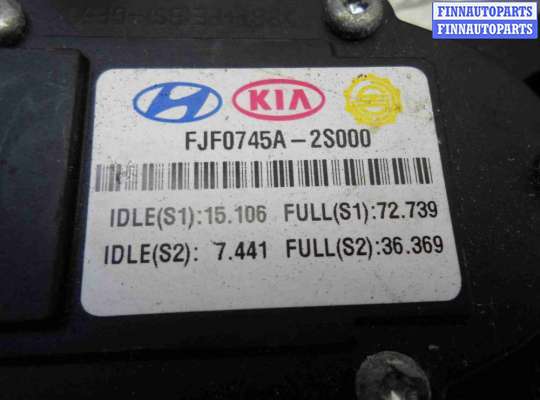 FINNAUTOPARTS
FINNAUTOPARTS
KIA
FJF0745A-2S000
IDLE(S1):15.106 FULL(S1):72.739
IDLE(S2): 7.441 FULL(S2):36.369